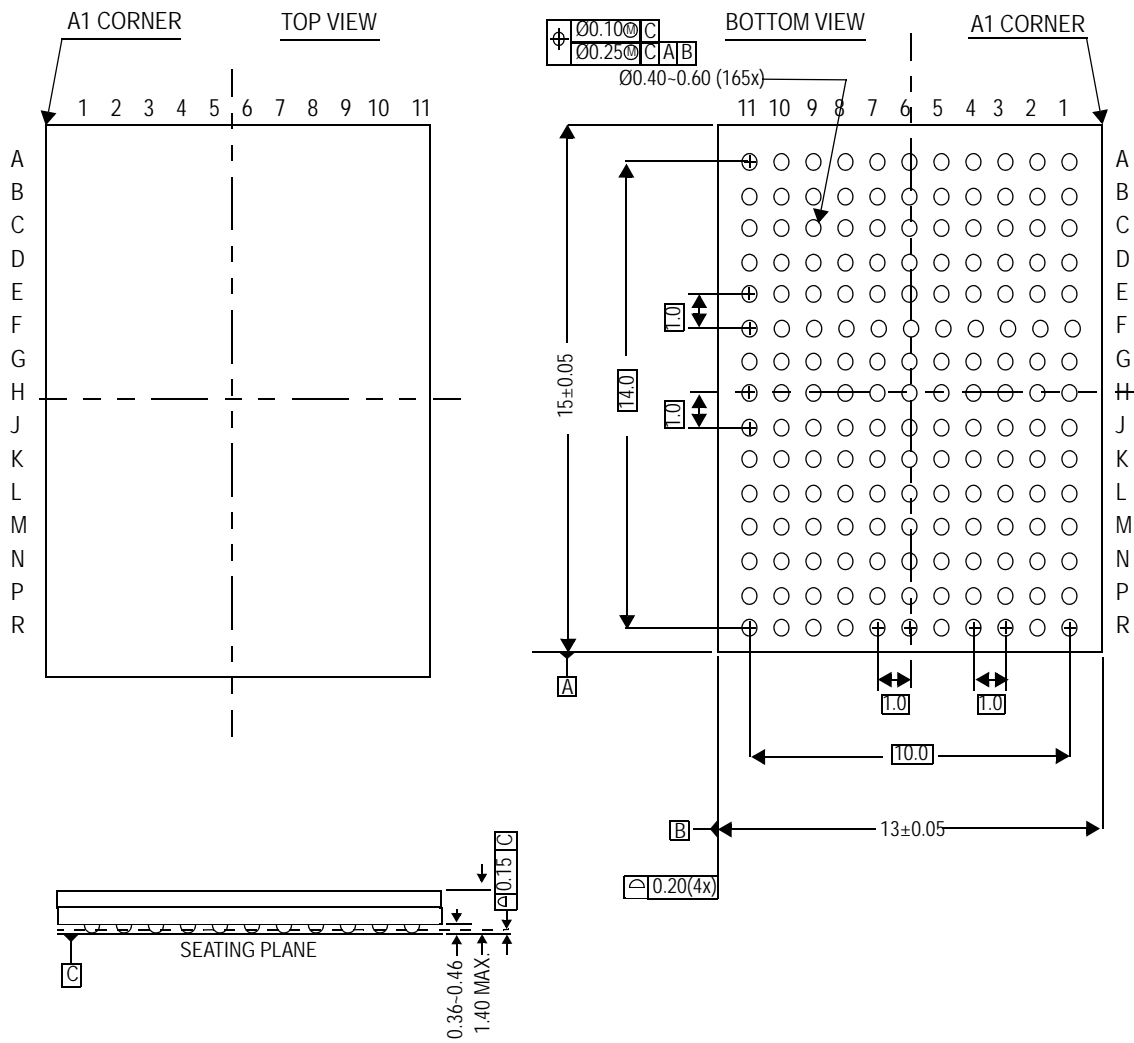 A1 CORNER
TOP VIEW
1 2 3 4 5 6 7 8 9 10 11
A
B
C
D
E
F
G
H
J
K
L
M
N
P
R
Ø0.10Ⓜ C
Ø0.25Ⓜ C A B
BOTTOM VIEW
A1 CORNER
Ø0.40~0.60 (165x)
11 10 9 8 7 6 5 4 3 2 1
A
B
C
D
E
F
G
H
J
K
L
M
N
P
R
1.0
1.0
14.0
15±0.05
A
1.0
1.0
10.0
B
13±0.05
0.20(4x)
0.15 C
SEATING PLANE
C
0.36~0.46
1.40 MAX.